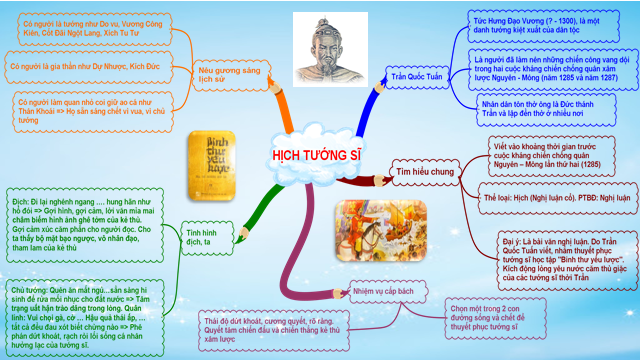 HỊCH TƯỚNG SĨ
Trần Quốc Tuấn
Tức Hưng Đạo Vương (? - 1300), là một
danh tướng kiệt xuất của dân tộc
Là người đã làm nên những chiến công vang dội
trong hai cuộc kháng chiến chống quân xâm
lược Nguyên - Mông (năm 1285 và năm 1287)
Nhân dân tôn thờ ông là Đức thánh
Trần và lập đền thờ ở nhiều nơi
Tìm hiểu chung
Viết vào khoảng thời gian trước
cuộc kháng chiến chống quân
Nguyên – Mông lần thứ hai (1285)
Thể loại: Hịch (Nghị luận cổ). PTBĐ: Nghị luận
Đại ý: Là bài văn nghị luận. Do Trần
Quốc Tuấn viết, nhằm thuyết phục
tướng sĩ học tập "Binh thư yếu lược".
Kích động lòng yêu nước căm thù giặc
của các tướng sĩ thời Trần
Nhiệm vụ cấp bách
Chọn một trong 2 con
đường sống và chết để
thuyết phục tướng sĩ
Thái độ dứt khoát, cương quyết, rõ ràng.
Quyết tâm chiến đấu và chiến thắng kẻ thù
xâm lược
Nêu gương sáng
lịch sử
Có người là tướng như Do vu, Vương Công
Kiên, Cốt Đãi Ngột Lang, Xích Tu Tư
Có người là gia thần như Dự Nhược, Kích Đức
Có người làm quan nhỏ coi giữ ao cá như
Thân Khoái => Họ sẵn sàng chết vì vua, vì chủ
tướng
Binh
thư
yếu
lược
Tình hình
địch, ta
Địch: Đi lại nghênh ngang .... hung hãn như
hổ đói => Gợi hình, gợi cảm, lời văn mỉa mai
châm biếm hình ảnh ghê tởm của kẻ thù.
Gợi cảm xúc căm phẫn cho người đọc. Cho
ta thấy bộ mặt bạo ngược, vô nhân đạo,
tham lam của kẻ thù
Chủ tướng: Quên ăn mất ngủ...sẵn sàng hi
sinh để rửa mối nhục cho đất nước => Tâm
trạng uất hận trào dâng trong lòng. Quân
lính: Vui chọi gà, cờ ... Hậu quả thái ấp, ...
tất cả đều đau xót biết chừng nào => Phê
phán dứt khoát, rạch ròi lối sống cá nhân
hưởng lạc của tướng sĩ.